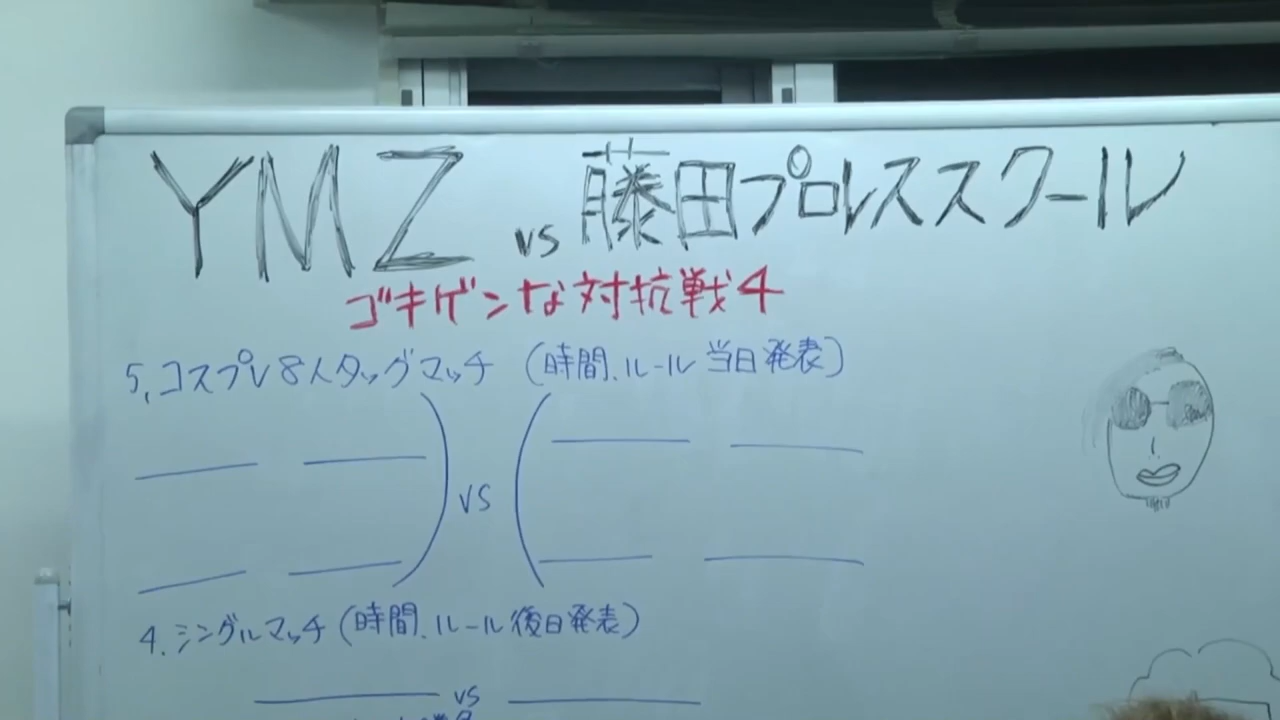 YMZ vs 藤田プロレススクール
ゴキゲンな対抗戦4
5.コスプレ8人タッグマッチ (時間、ルール当日発表)
vs
4.シングルマッチ (時間、ルール後日発表)
vs